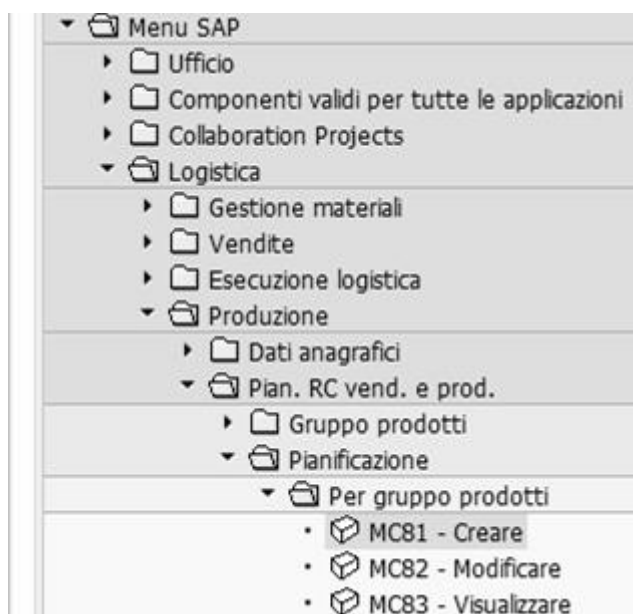 Menu SAP
Ufficio
Componenti validi per tutte le applicazioni
Collaboration Projects
Logistica
Gestione materiali
Vendite
Esecuzione logistica
Produzione
Dati anagrafici
Pian. RC vend. e prod.
Gruppo prodotti
Pianificazione
Per gruppo prodotti
MC81 - Creare
MC82 - Modificare
MC83 - Visualizzare